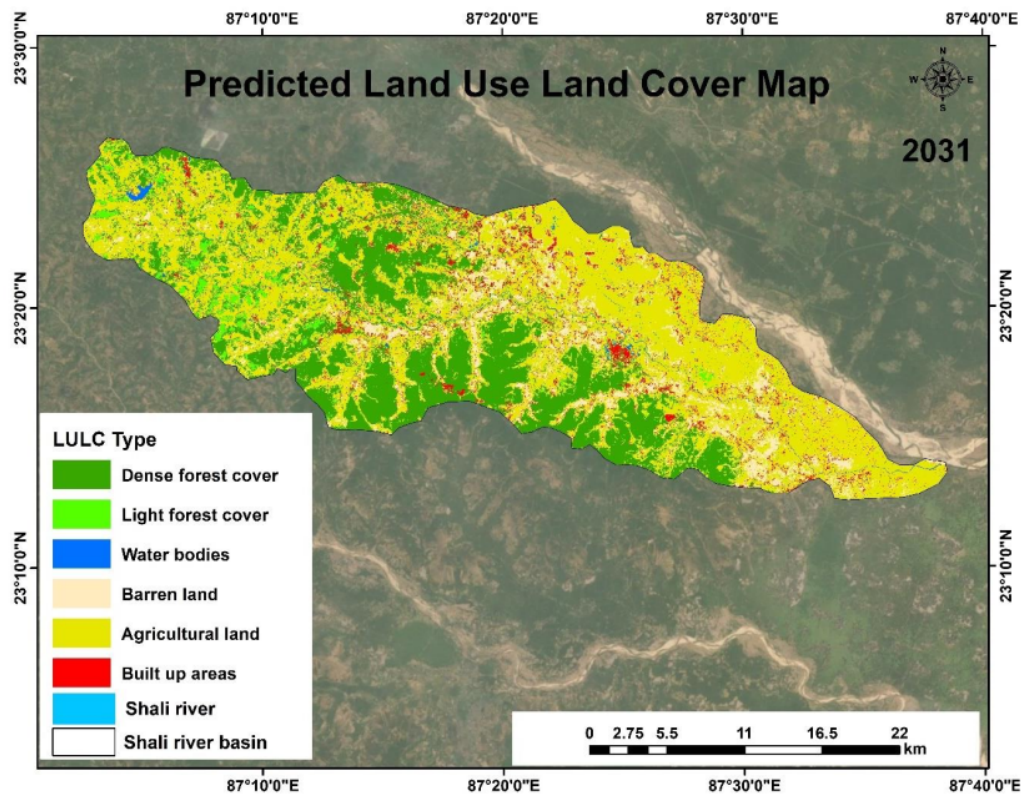 87°10'0"E 87°20'0"E 87°30'0"E 87°40'0"E
23°30'0"N
Predicted Land Use Land Cover Map
N
W E
S
2031
23°20'0"N 23°20'0"N
LULC Type
Dense forest cover
Light forest cover
Water bodies
Barren land
Agricultural land
Built up areas
Shali river
Shali river basin
23°10'0"N 23°10'0"N
0 2.75 5.5 11 16.5 22
km
87°10'0"E 87°20'0"E 87°30'0"E 87°40'0"E